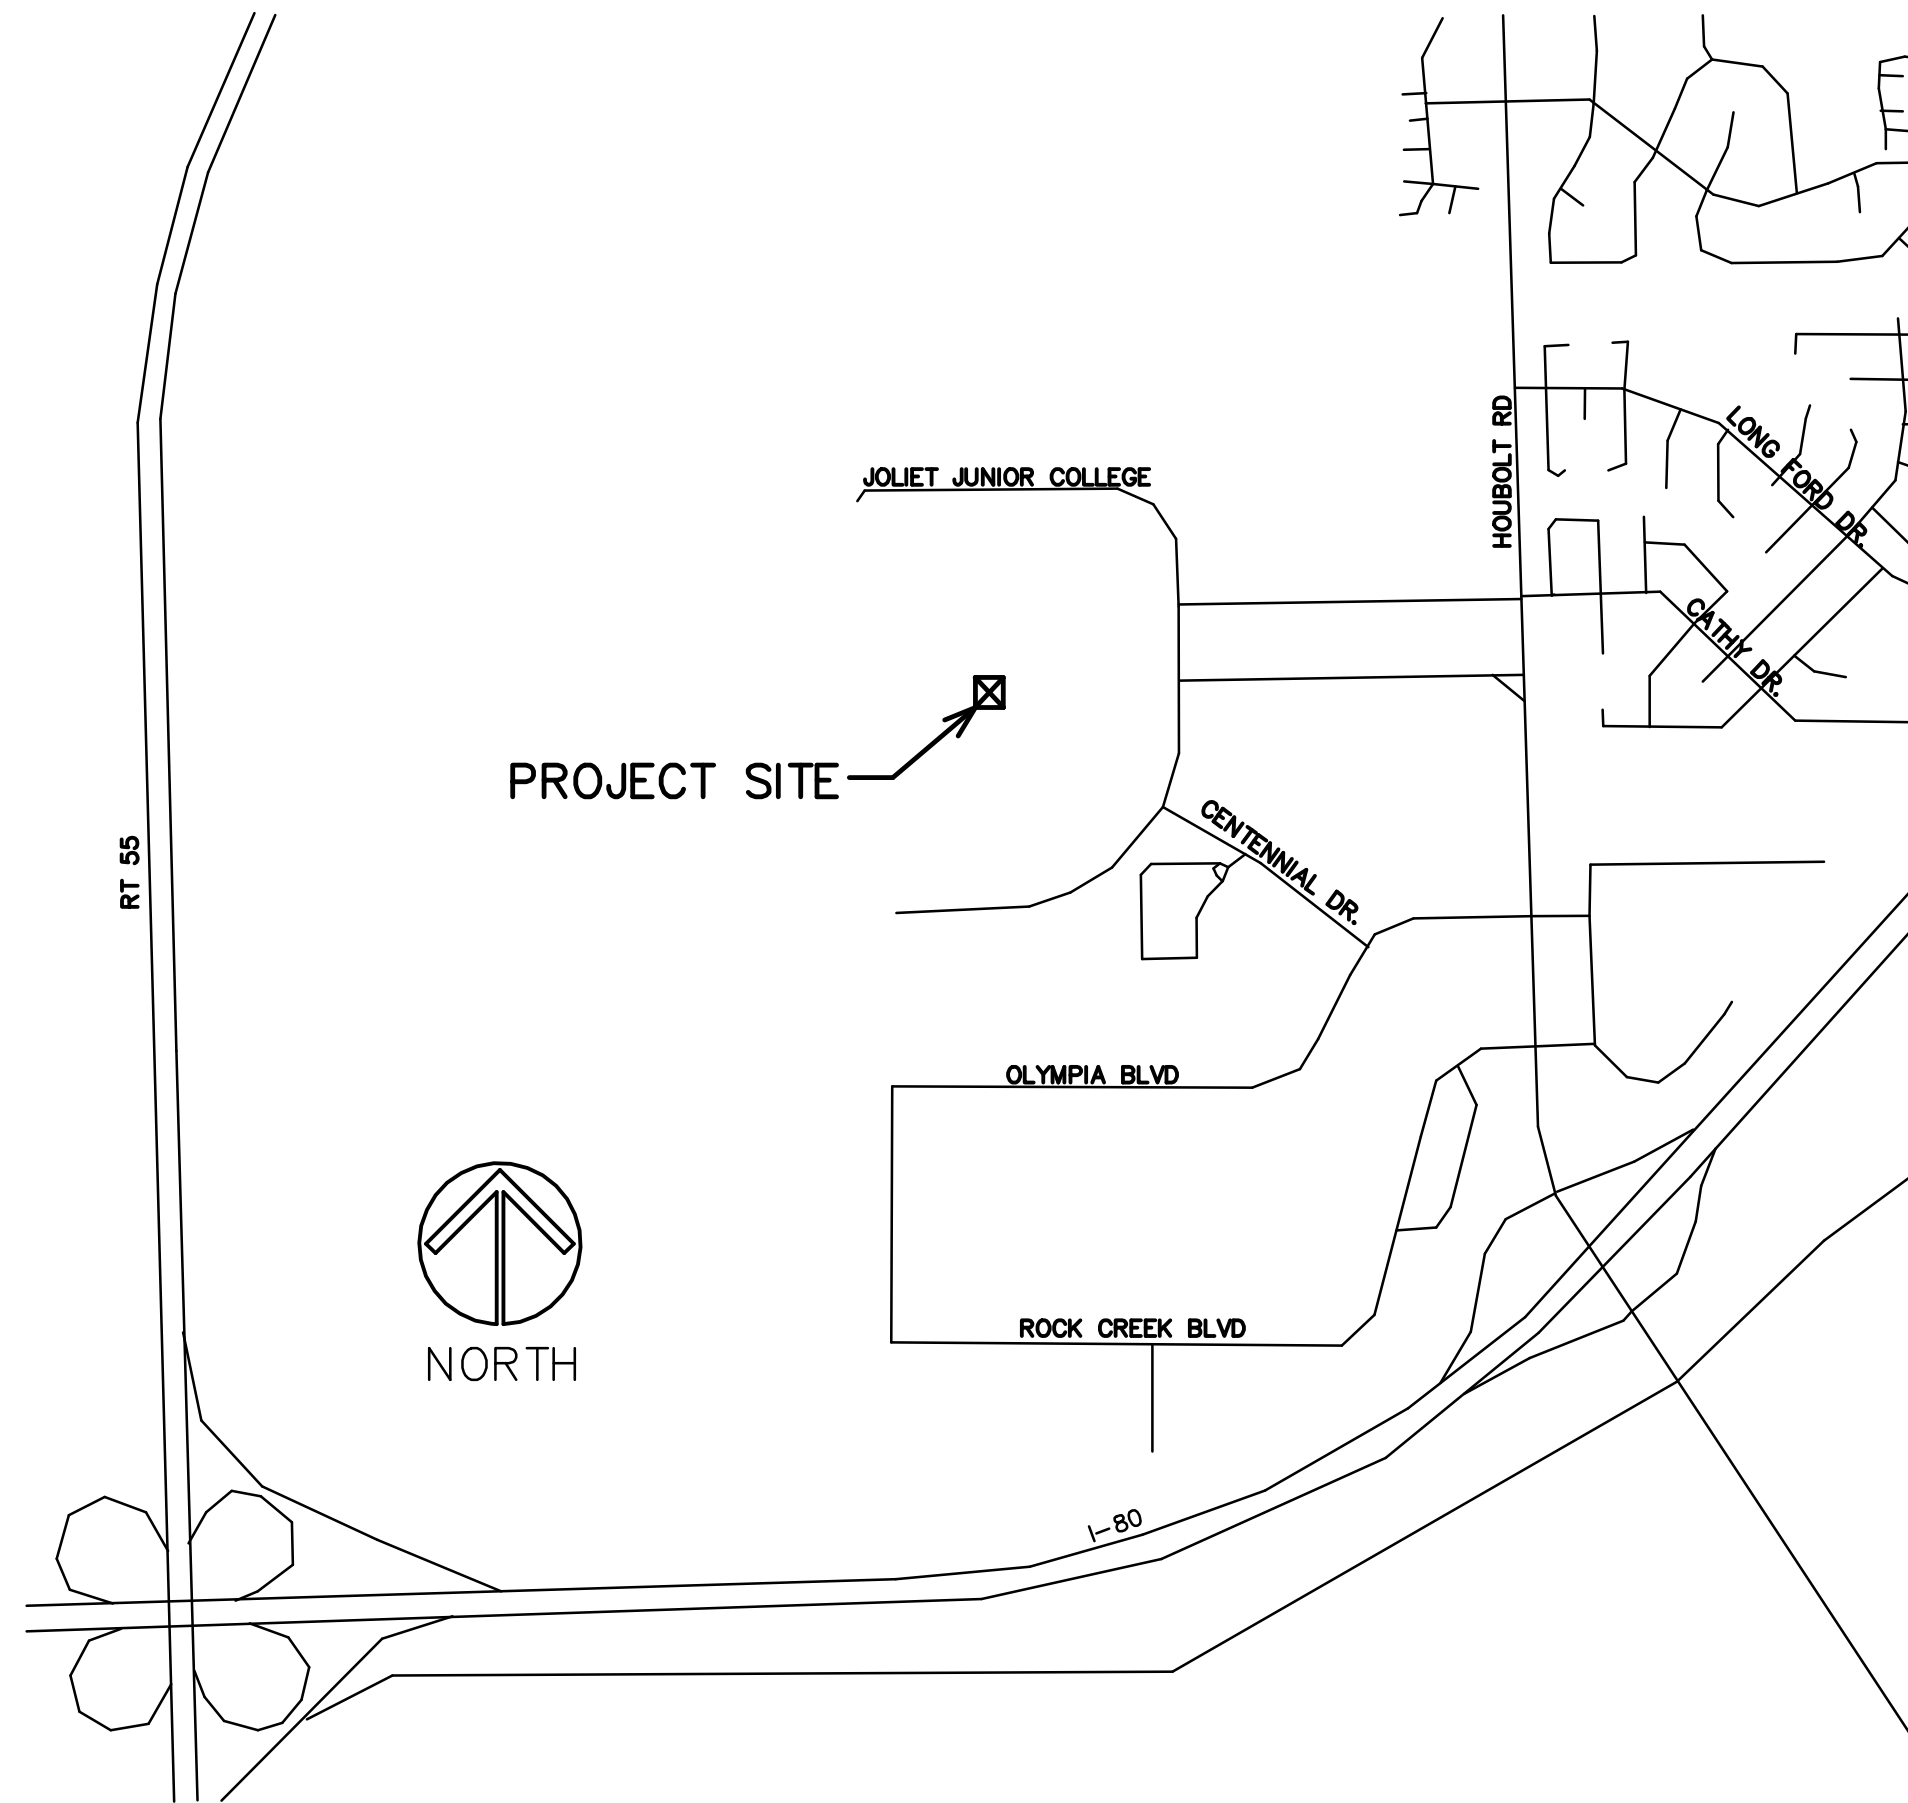 HOUBOLT RD
LONG FORD DR.
JOLIET JUNIOR COLLEGE
CATHY DR.
PROJECT SITE
CENTENNIAL DR.
RT 55
OLYMPIA BLVD
ROCK CREEK BLVD
NORTH
I-80